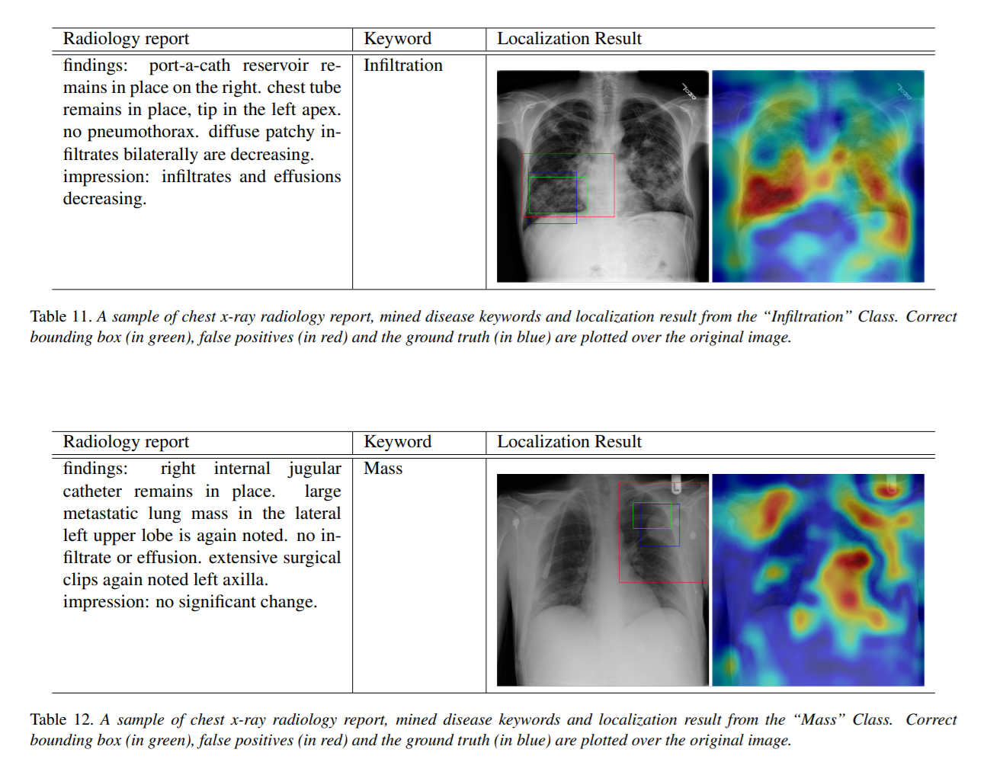 Radiology report Keyword Localization Result
findings: port-a-cath reservoir re- Infiltration
mains in place on the right. chest tube
remains in place, tip in the left apex.
no pneumothorax. diffuse patchy in-
filtrates bilaterally are decreasing.
impression: infiltrates and effusions
decreasing.
Table 11. A sample of chest x-ray radiology report, mined disease keywords and localization result from the “Infiltration” Class. Correct
bounding box (in green), false positives (in red) and the ground truth (in blue) are plotted over the original image.
Radiology report Keyword Localization Result
findings: right internal jugular Mass
catheter remains in place. large
metastatic lung mass in the lateral
left upper lobe is again noted. no in-
filtrate or effusion. extensive surgical
clips again noted left axilla.
impression: no significant change.
L
Table 12. A sample of chest x-ray radiology report, mined disease keywords and localization result from the “Mass” Class. Correct
bounding box (in green), false positives (in red) and the ground truth (in blue) are plotted over the original image.